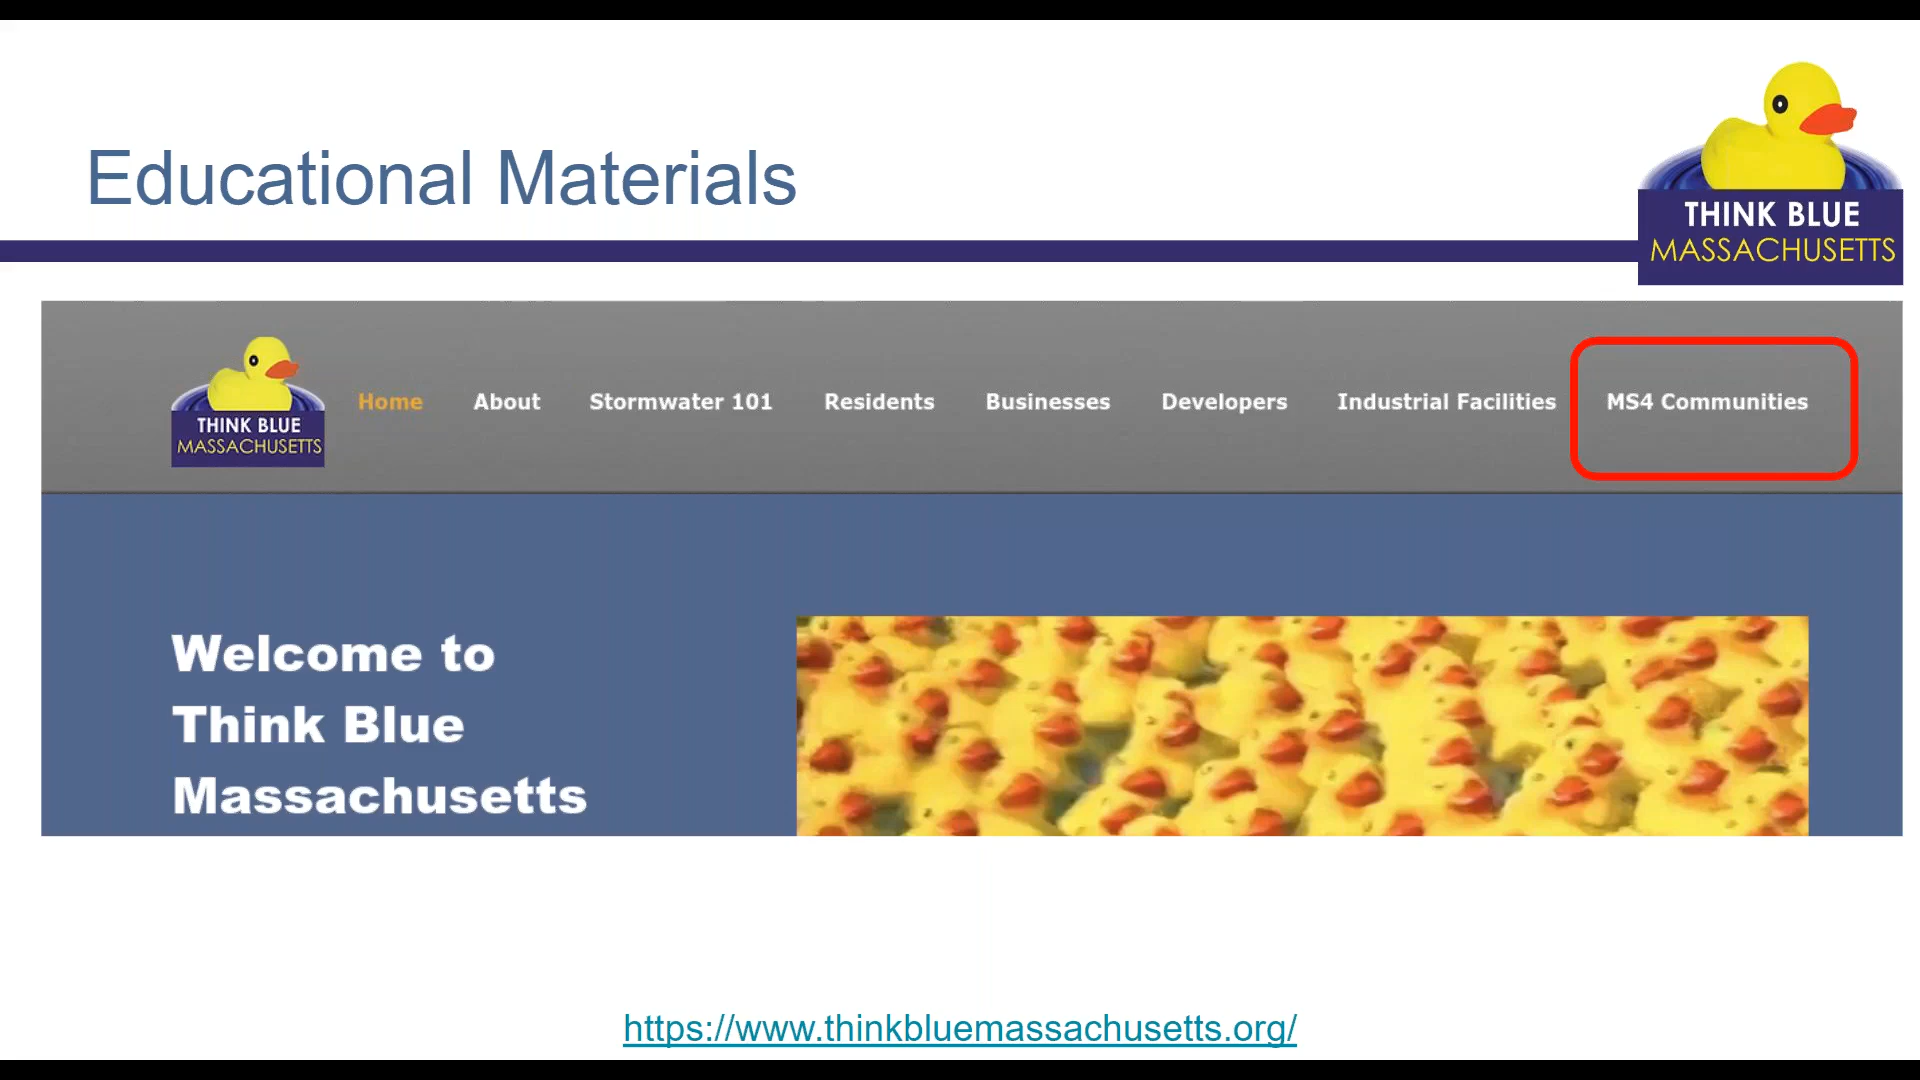 Educational Materials
THINK BLUE
MASSACHUSETTS
THINK BLUE
MASSACHUSETTS
Home About Stormwater 101 Residents Businesses Developers Industrial Facilities MS4 Communities
Welcome to
Think Blue
Massachusetts
https://www.thinkbluemassachusetts.org/